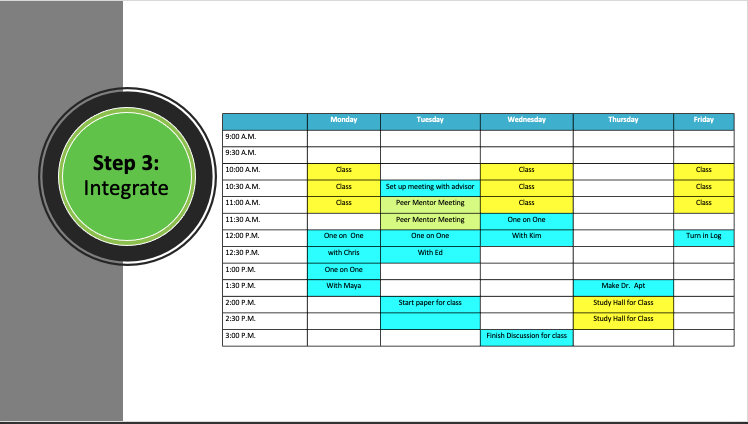 Step 3:
Integrate
Monday Tuesday Wednesday Thursday Friday
9:00 A.M.
9:30 A.M.
10:00 A.M. Class Class Class
10:30 A.M. Class Set up meeting with advisor Class Class
11:00 A.M. Class Peer Mentor Meeting Class Class
11:30 A.M. Peer Mentor Meeting One on One
12:00 P.M. One on One One on One With Kim Turn in Log
12:30 P.M. with Chris With Ed
1:00 P.M. One on One
1:30 P.M. With Maya Make Dr. Apt
2:00 P.M. Start paper for class Study Hall for Class
2:30 P.M. Study Hall for Class
3:00 P.M. Finish Discussion for class